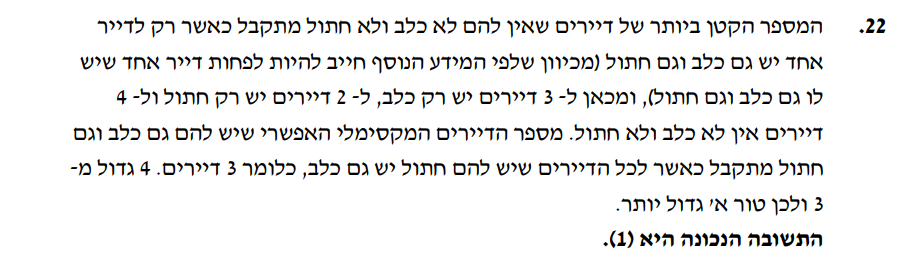 22. המספר הקטן ביותר של דיירים שאין להם לא כלב ולא חתול מתקבל כאשר רק לדייר
אחד יש גם כלב וגם חתול (מכיוון שלפי המידע הנוסף חייב להיות לפחות דייר אחד שיש
לו גם כלב וגם חתול), ומכאן ל- 3 דיירים יש רק כלב, ל- 2 דיירים יש רק חתול ול- 4
דיירים אין לא כלב ולא חתול. מספר הדיירים המקסימלי האפשרי שיש להם גם כלב וגם
חתול מתקבל כאשר לכל הדיירים שיש להם חתול יש גם כלב, כלומר 3 דיירים. 4 גדול מ-
3 ולכן טור א' גדול יותר.
התשובה הנכונה היא (1).